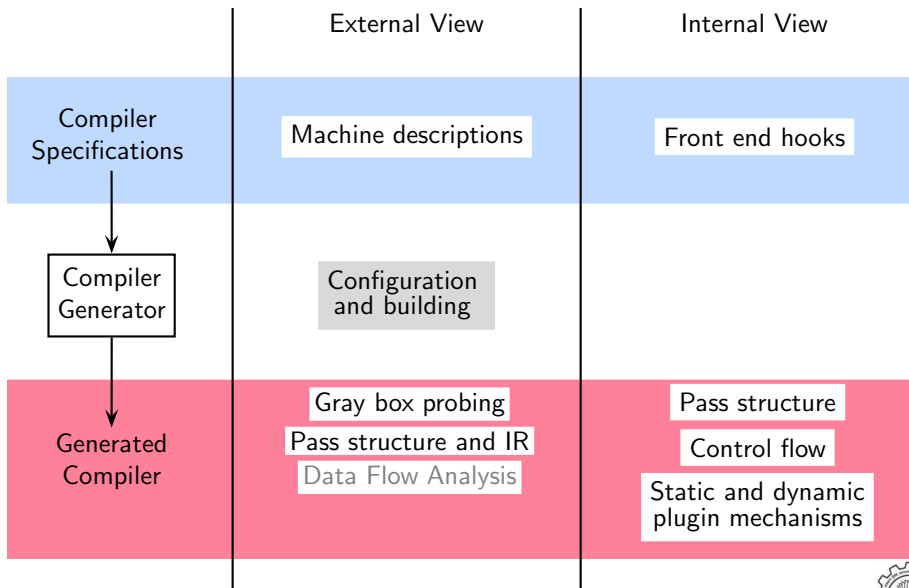 External View
Internal View
Compiler
Specifications
Machine descriptions
Front end hooks
Compiler
Generator
Configuration
and building
Generated
Compiler
Gray box probing
Pass structure and IR
Data Flow Analysis
Pass structure
Control flow
Static and dynamic
plugin mechanisms